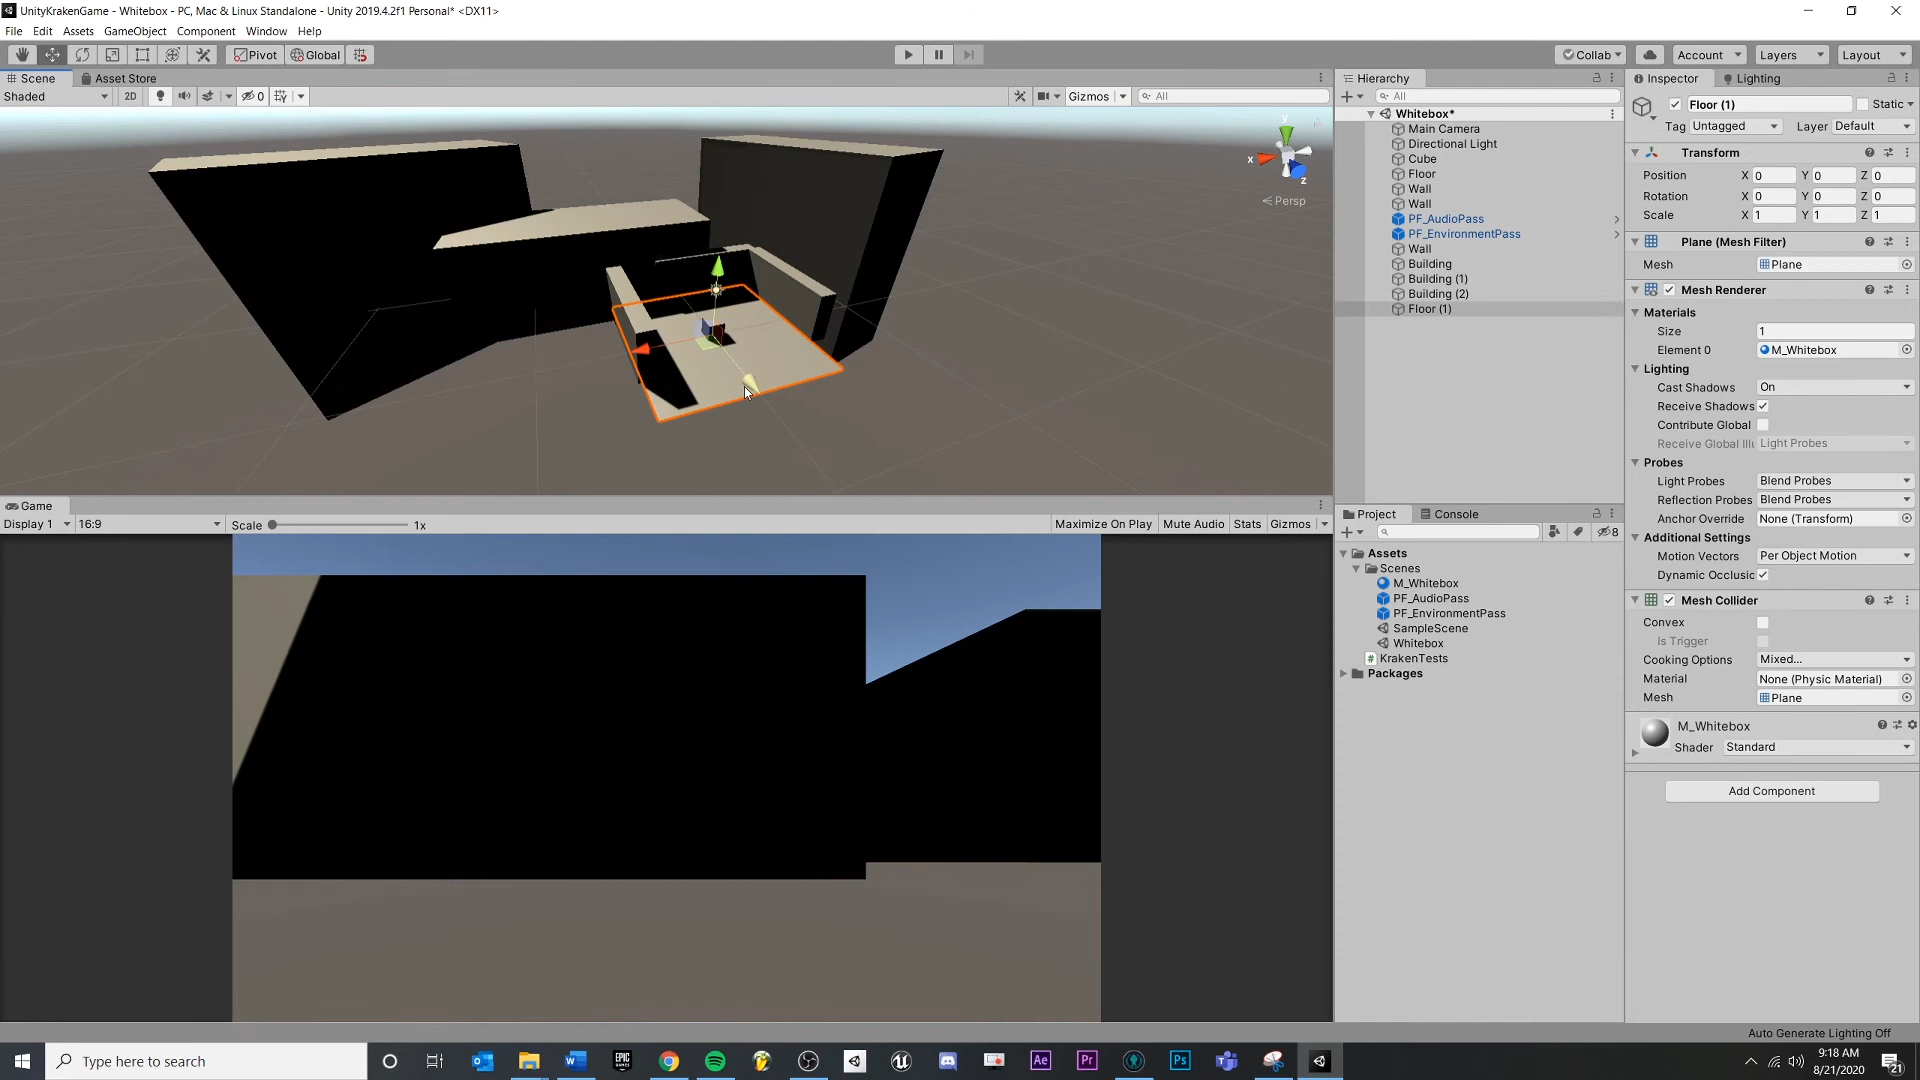 UnityKrakenGame - Whitebox - PC, Mac & Linux Standalone - Unity 2019.4.2f1 Personal* <DX11>
File Edit Assets GameObject Component Window Help
Pivot Global Collab Account Layers Layout
Scene Asset Store
Shaded 2D 0 Gizmos All
y x z
Persp
Game
Display 1 16:9 Scale 1x Maximize On Play Mute Audio Stats Gizmos
Hierarchy
All
Whitebox*
Main Camera
Directional Light
Cube
Floor
Wall
Wall
PF_AudioPass
PF_EnvironmentPass
Wall
Building
Building (1)
Building (2)
Floor (1)
Project Console
8
Assets
Scenes
M_Whitebox
PF_AudioPass
PF_EnvironmentPass
SampleScene
Whitebox
KrakenTests
Packages
Inspector Lighting
Floor (1) Static
Tag Untagged Layer Default
Transform
Position X 0 Y 0 Z 0
Rotation X 0 Y 0 Z 0
Scale X 1 Y 1 Z 1
Plane (Mesh Filter)
Mesh Plane
Mesh Renderer
Materials
Size 1
Element 0 M_Whitebox
Lighting
Cast Shadows On
Receive Shadows
Contribute Global
Receive Global Illu Light Probes
Probes
Light Probes Blend Probes
Reflection Probes Blend Probes
Anchor Override None (Transform)
Additional Settings
Motion Vectors Per Object Motion
Dynamic Occlusic
Mesh Collider
Convex
Is Trigger
Cooking Options Mixed...
Material None (Physic Material)
Mesh Plane
M_Whitebox
Shader Standard
Add Component
Auto Generate Lighting Off
Type here to search
EPIC GAMES
Ae Pr Ps
9:18 AM
8/21/2020
21